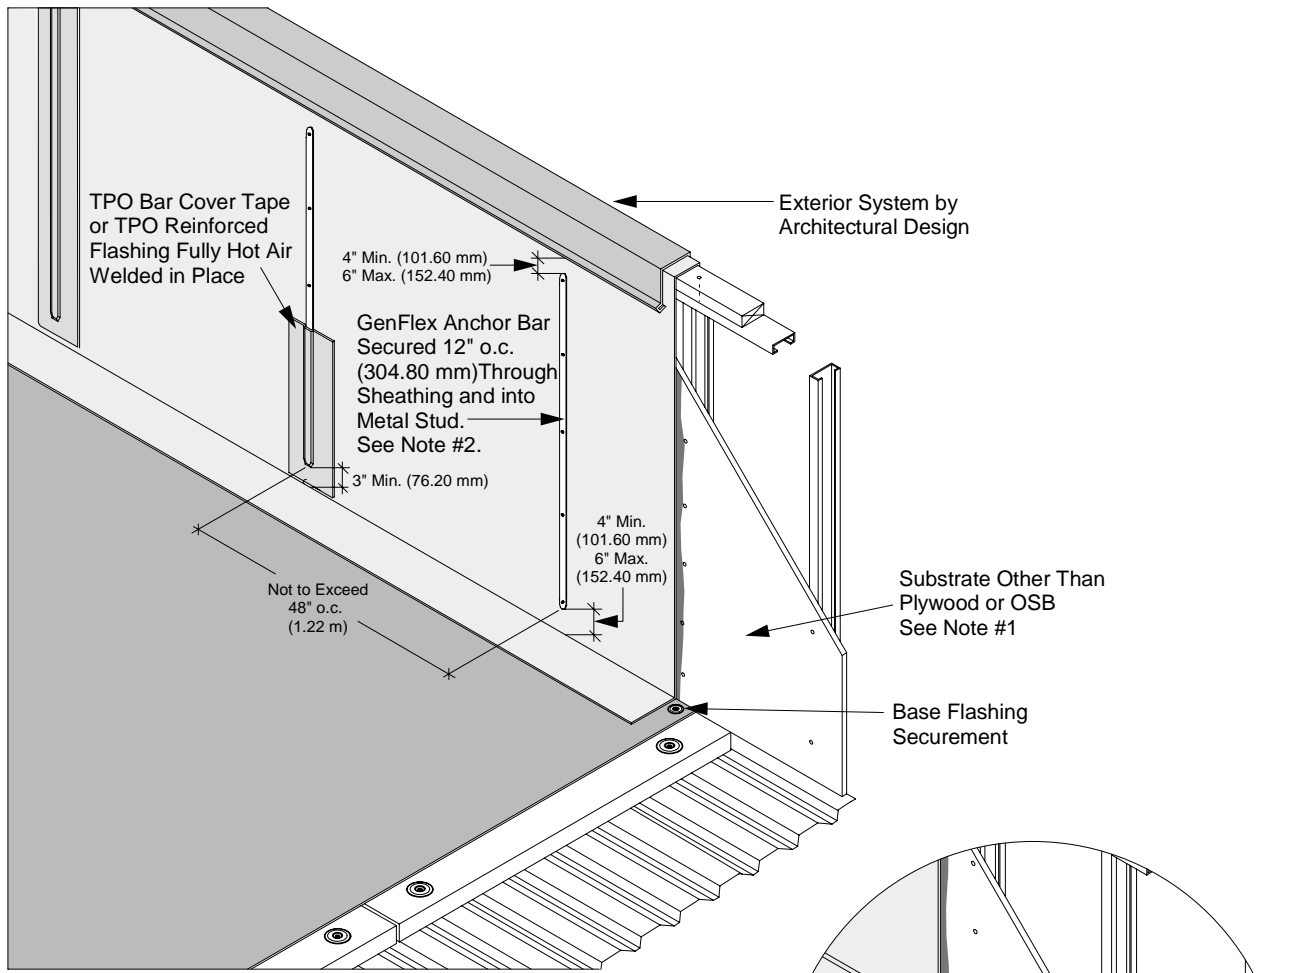 TPO Bar Cover Tape
or TPO Reinforced
Flashing Fully Hot Air
Welded in Place
4" Min. (101.60 mm)
6" Max. (152.40 mm)
Exterior System by
Architectural Design
GenFlex Anchor Bar
Secured 12" o.c.
(304.80 mm)Through
Sheathing and into
Metal Stud.
See Note #2.
3" Min. (76.20 mm)
4" Min.
(101.60 mm)
6" Max.
(152.40 mm)
Not to Exceed
48" o.c.
(1.22 m)
Substrate Other Than
Plywood or OSB
See Note #1
Base Flashing
Securement